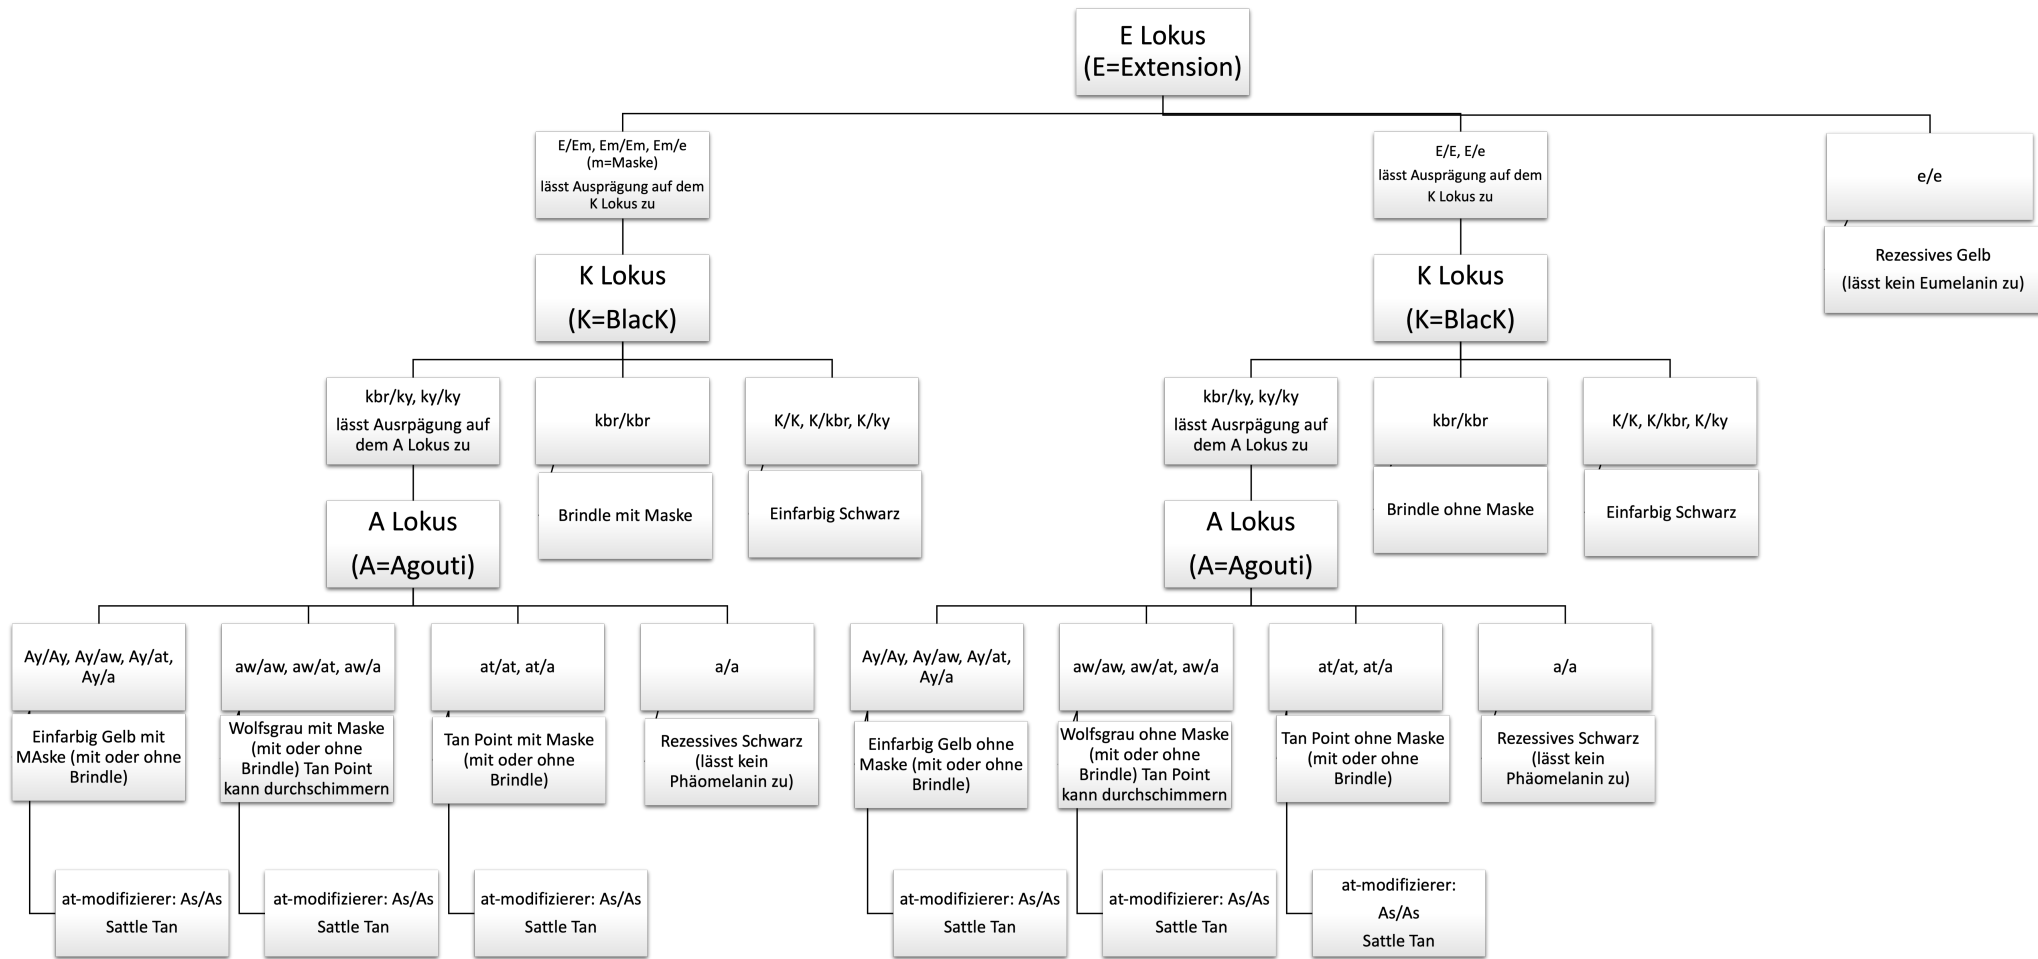 E Lokus
(E=Extension)
E/Em, Em/Em, Em/e
(m=Maske)
lässt Ausprägung auf dem
K Lokus zu
E/E, E/e
lässt Ausprägung auf dem
K Lokus zu
e/e
Rezessives Gelb
(lässt kein Eumelanin zu)
K Lokus
(K=BlacK)
K Lokus
(K=BlacK)
kbr/ky, ky/ky
lässt Ausrpägung auf
dem A Lokus zu
kbr/kbr
K/K, K/kbr, K/ky
kbr/ky, ky/ky
lässt Ausrpägung auf
dem A Lokus zu
kbr/kbr
K/K, K/kbr, K/ky
A Lokus
(A=Agouti)
Brindle mit Maske
Einfarbig Schwarz
A Lokus
(A=Agouti)
Brindle ohne Maske
Einfarbig Schwarz
Ay/Ay, Ay/aw, Ay/at,
Ay/a
aw/aw, aw/at, aw/a
at/at, at/a
a/a
Ay/Ay, Ay/aw, Ay/at,
Ay/a
aw/aw, aw/at, aw/a
at/at, at/a
a/a
Einfarbig Gelb mit
MAske (mit oder ohne
Brindle)
Wolfsgrau mit Maske
(mit oder ohne
Brindle) Tan Point
kann durchschimmern
Tan Point mit Maske
(mit oder ohne
Brindle)
Rezessives Schwarz
(lässt kein
Phäomelanin zu)
Einfarbig Gelb ohne
Maske (mit oder ohne
Brindle)
Wolfsgrau ohne Maske
(mit oder ohne
Brindle) Tan Point
kann durchschimmern
Tan Point ohne Maske
(mit oder ohne
Brindle)
Rezessives Schwarz
(lässt kein
Phäomelanin zu)
at-modifizierer: As/As
Sattle Tan
at-modifizierer: As/As
Sattle Tan
at-modifizierer: As/As
Sattle Tan
at-modifizierer: As/As
Sattle Tan
at-modifizierer: As/As
Sattle Tan
at-modifizierer:
As/As
Sattle Tan